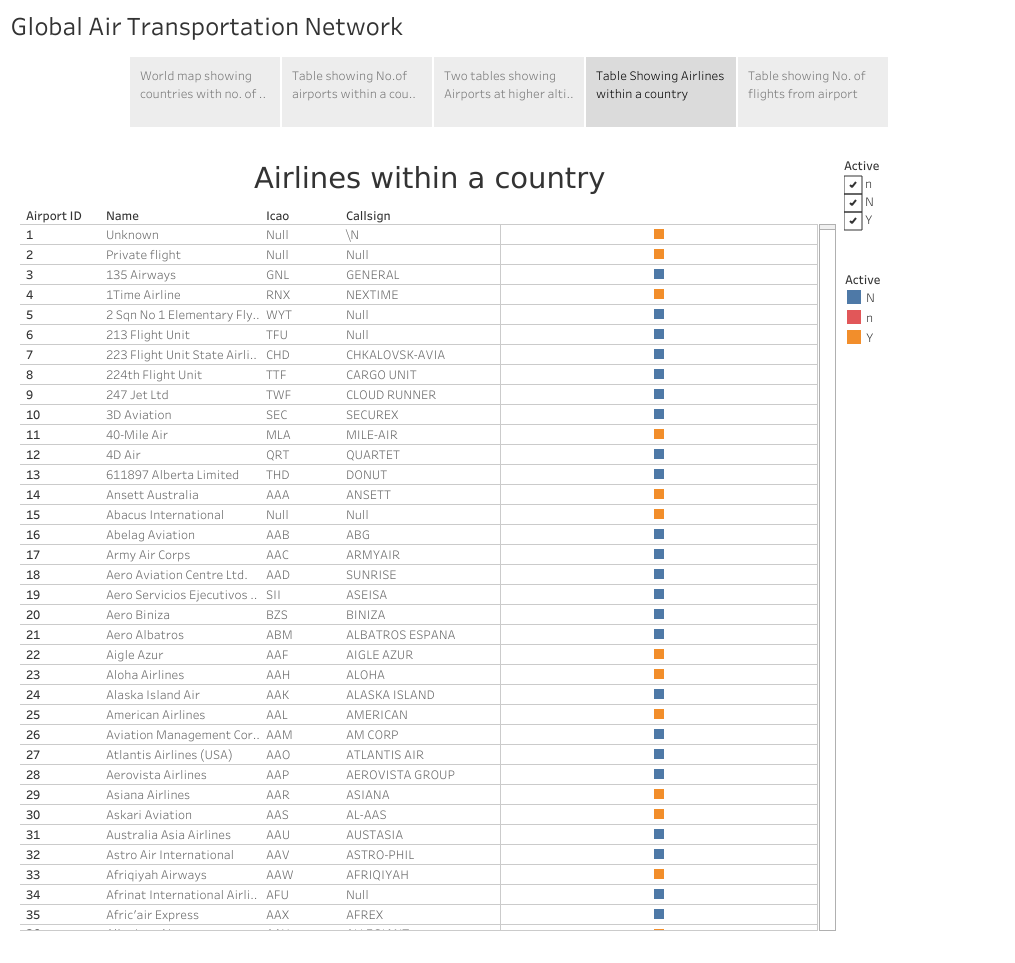 Global Air Transportation Network
World map showing
countries with no. of ..
Table showing No.of
airports within a cou..
Two tables showing
Airports at higher alti..
Table Showing Airlines
within a country
Table showing No. of
flights from airport
Airlines within a country
Active
n
N
Y
Active
N
n
Y
Airport ID Name Icao Callsign
1 Unknown Null \N
2 Private flight Null Null
3 135 Airways GNL GENERAL
4 1Time Airline RNX NEXTIME
5 2 Sqn No 1 Elementary Fly.. WYT Null
6 213 Flight Unit TFU Null
7 223 Flight Unit State Airli.. CHD CHKALOVSK-AVIA
8 224th Flight Unit TTF CARGO UNIT
9 247 Jet Ltd TWF CLOUD RUNNER
10 3D Aviation SEC SECUREX
11 40-Mile Air MLA MILE-AIR
12 4D Air QRT QUARTET
13 611897 Alberta Limited THD DONUT
14 Ansett Australia AAA ANSETT
15 Abacus International Null Null
16 Abelag Aviation AAB ABG
17 Army Air Corps AAC ARMYAIR
18 Aero Aviation Centre Ltd. AAD SUNRISE
19 Aero Servicios Ejecutivos .. SII ASEISA
20 Aero Biniza BZS BINIZA
21 Aero Albatros ABM ALBATROS ESPANA
22 Aigle Azur AAF AIGLE AZUR
23 Aloha Airlines AAH ALOHA
24 Alaska Island Air AAK ALASKA ISLAND
25 American Airlines AAL AMERICAN
26 Aviation Management Cor.. AAM AM CORP
27 Atlantis Airlines (USA) AAO ATLANTIS AIR
28 Aerovista Airlines AAP AEROVISTA GROUP
29 Asiana Airlines AAR ASIANA
30 Askari Aviation AAS AL-AAS
31 Australia Asia Airlines AAU AUSTASIA
32 Astro Air International AAV ASTRO-PHIL
33 Afriqiyah Airways AAW AFRIQIYAH
34 Afrinat International Airli.. AFU Null
35 Afric'air Express AAX AFREX